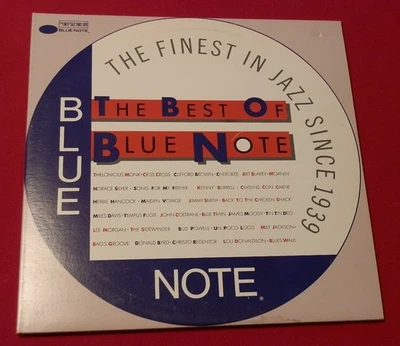 BLUE NOTE
THE FINEST IN JAZZ SINCE 1939
BLUE
THE BEST OF
BLUE NOTE
THELONIOUS MONK • CRISS CROSS CLIFFORD BROWN • CHEROKEE ART BLAKEY • MOANIN'
HORACE SILVER • SONG FOR MY FATHER KENNY BURRELL • CHITLINS CON CARNE
HERBIE HANCOCK • MAIDEN VOYAGE JIMMY SMITH • BACK TO THE CHICKEN SHACK
MILES DAVIS • TEMPUS FUGIT JOHN COLTRANE • BLUE TRAIN JAMES MOODY • TIN TIN DEO
LEE MORGAN • THE SIDEWINDER BUD POWELL • UN POCO LOCO MILT JACKSON •
BAG'S GROOVE DONALD BYRD • CHRISTO REDENTOR LOU DONALDSON • BLUES WALK
NOTE